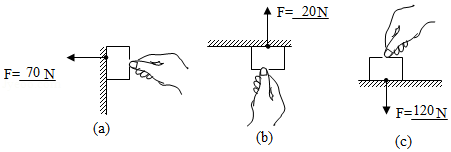 F= 70 N
(a)
F= 20N
(b)
F=120N
(c)